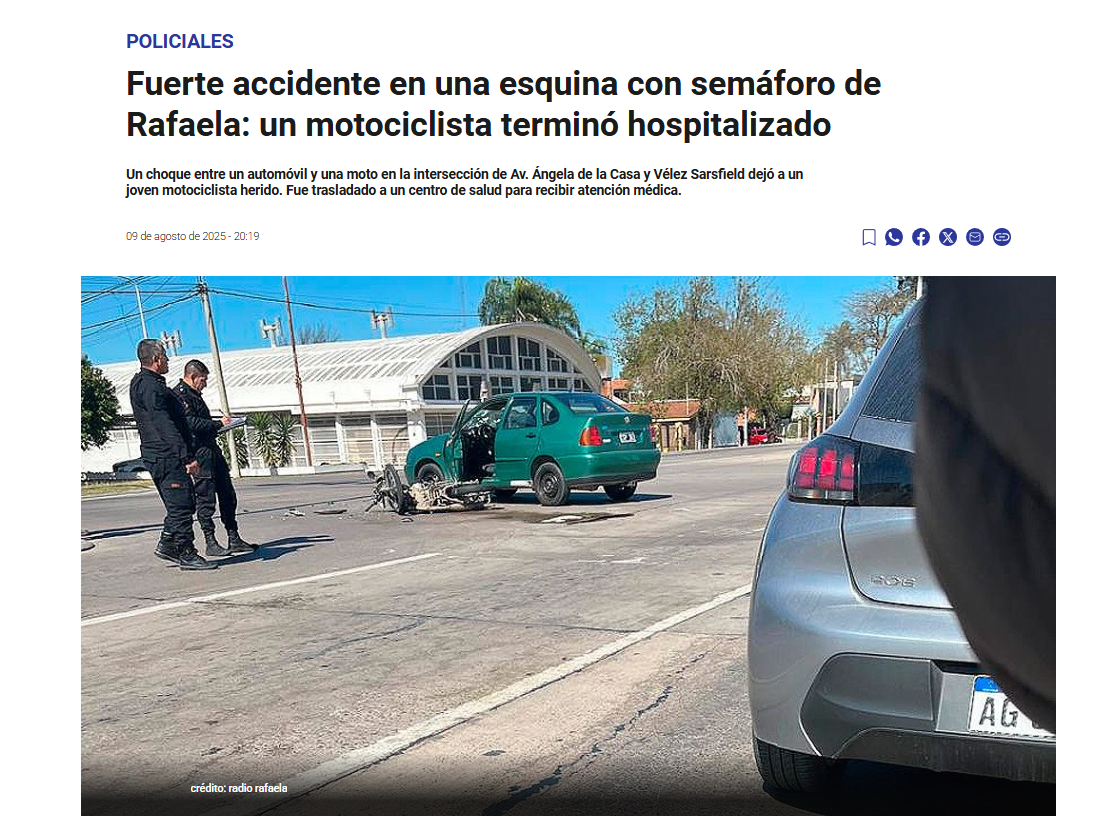 POLICIALES
Fuerte accidente en una esquina con semáforo de
Rafaela: un motociclista terminó hospitalizado
Un choque entre un automóvil y una moto en la intersección de Av. Ángela de la Casa y Vélez Sarsfield dejó a un
joven motociclista herido. Fue trasladado a un centro de salud para recibir atención médica.
09 de agosto de 2025 - 20:19
208
AG
crédito: radio rafaela